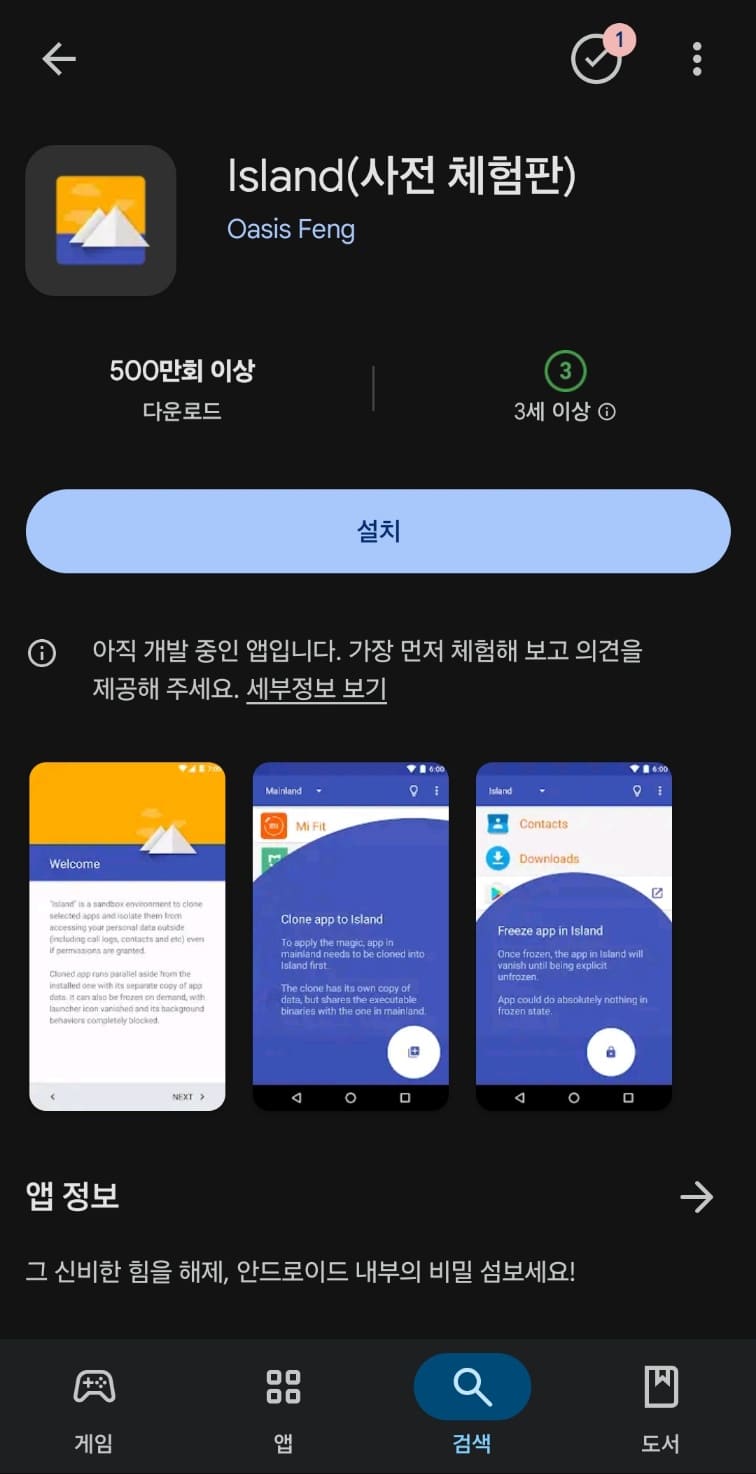 1
Island(사전 체험판)
Oasis Feng
500만회 이상
다운로드
3
3세 이상
설치
아직 개발 중인 앱입니다. 가장 먼저 체험해 보고 의견을
제공해 주세요. 세부정보 보기
7:00
Welcome
"Island" is a sandbox environment to clone
selected apps and isolate them from
accessing your personal data outside
(including call logs, contacts and etc) even
if permissions are granted.
Cloned app runs parallel aside from the
installed one with its separate copy of app
data. It can also be frozen on demand, with
launcher icon vanished and its background
behaviors completely blocked.
NEXT
6:00
Mainland
Mi Fit
Clone app to Island
To apply the magic, app in
mainland needs to be cloned into
Island first.
The clone has its own copy of
data, but shares the executable
binaries with the one in mainland.
6:00
Island
Contacts
Downloads
Freeze app in Island
Once frozen, the app in Island will
vanish until being explicit
unfrozen.
App could do absolutely nothing in
frozen state.
앱 정보
그 신비한 힘을 해제, 안드로이드 내부의 비밀 섬보세요!
게임
앱
검색
도서